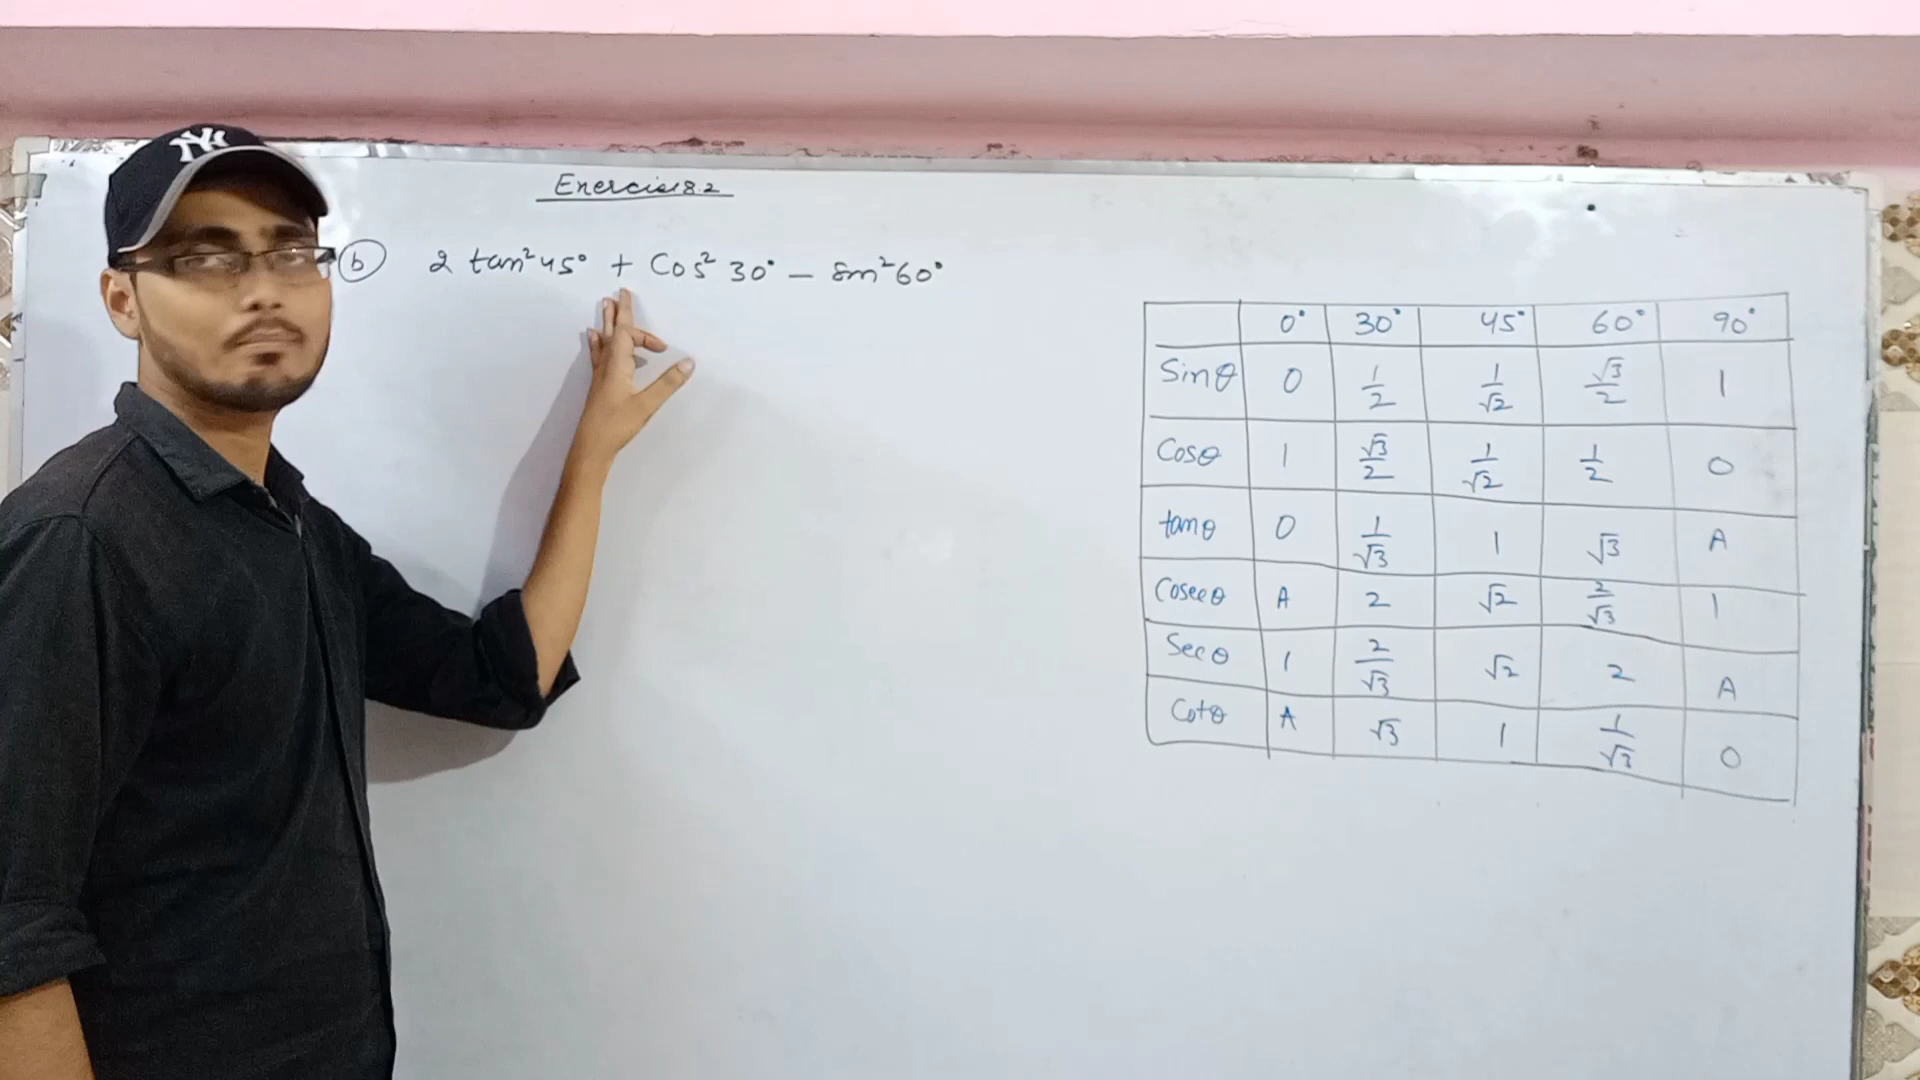 NY
Exercise 8.2
(b) 2 tan² 45° + Cos² 30° – sin² 60°
0° 30° 45° 60° 90°
Sinθ 0 1/2 1/√2 √3/2 1
Cosθ 1 √3/2 1/√2 1/2 0
tanθ 0 1/√3 1 √3 A
Cosecθ A 2 √2 2/√3 1
Secθ 1 2/√3 √2 2 A
Cotθ A √3 1 1/√3 0